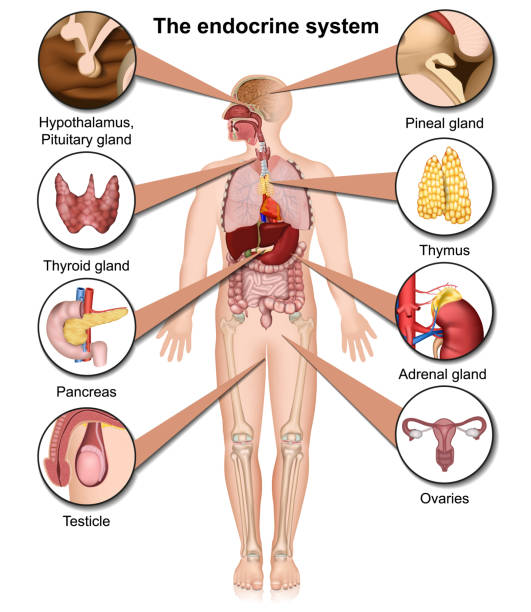 The endocrine system
Hypothalamus,
Pituitary gland
Pineal gland
Thyroid gland
Thymus
Pancreas
Adrenal gland
Testicle
Ovaries